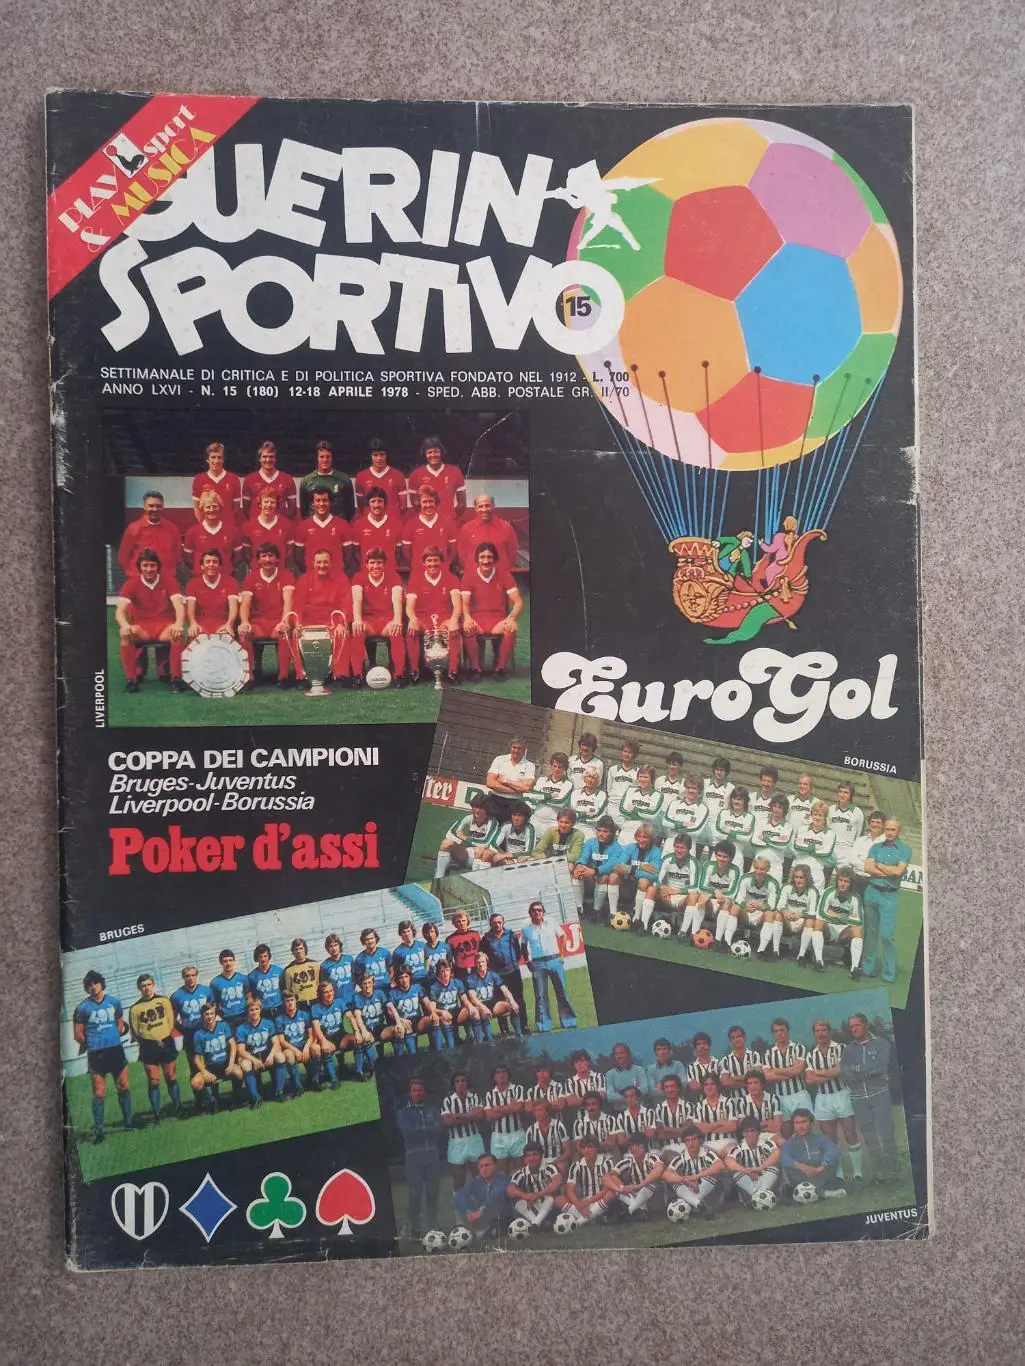 PLAY sport
& MUSICA
GUERIN
SPORTIVO
15
SETTIMANALE DI CRITICA E DI POLITICA SPORTIVA FONDATO NEL 1912 - L. 700
ANNO LXVI - N. 15 (180) 12-18 APRILE 1978 - SPED. ABB. POSTALE GR. II/70
LIVERPOOL
EuroGol
COPPA DEI CAMPIONI
Bruges-Juventus
Liverpool-Borussia
Poker d'assi
BORUSSIA
BRUGES
JUVENTUS